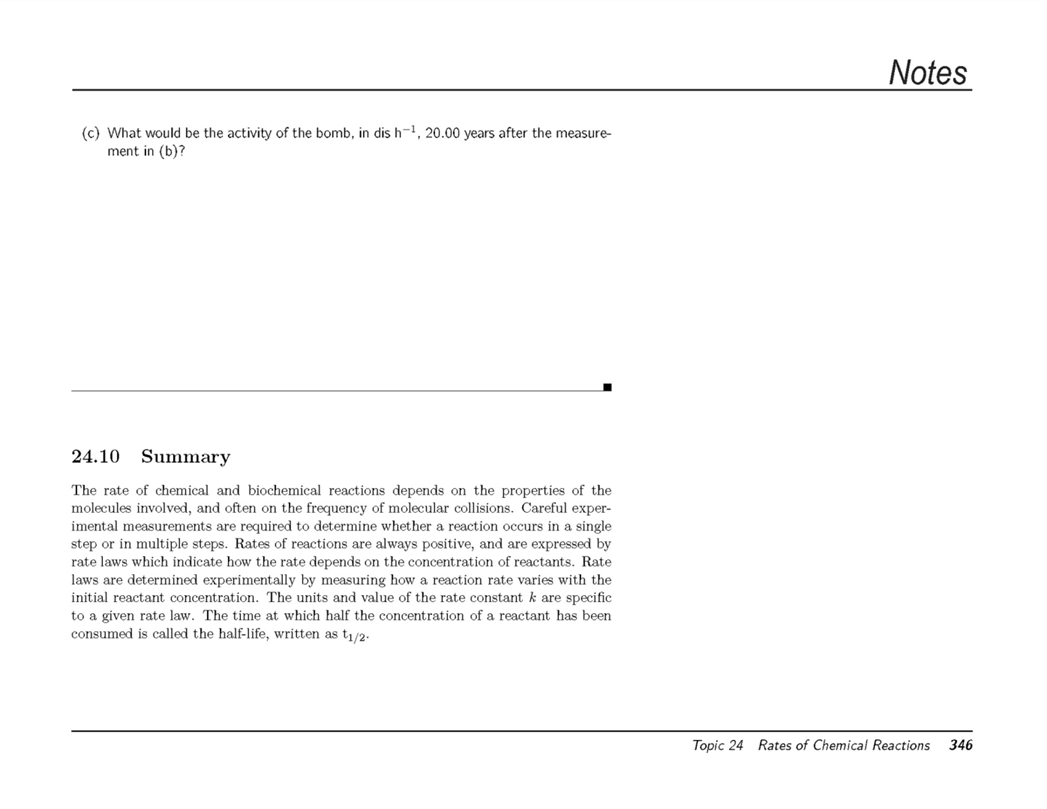 Notes
(c) What would be the activity of the bomb, in dis h⁻¹, 20.00 years after the measure-
ment in (b)?
24.10 Summary
The rate of chemical and biochemical reactions depends on the properties of the
molecules involved, and often on the frequency of molecular collisions. Careful exper-
imental measurements are required to determine whether a reaction occurs in a single
step or in multiple steps. Rates of reactions are always positive, and are expressed by
rate laws which indicate how the rate depends on the concentration of reactants. Rate
laws are determined experimentally by measuring how a reaction rate varies with the
initial reactant concentration. The units and value of the rate constant k are specific
to a given rate law. The time at which half the concentration of a reactant has been
consumed is called the half-life, written as t₁/₂.
Topic 24 Rates of Chemical Reactions 346